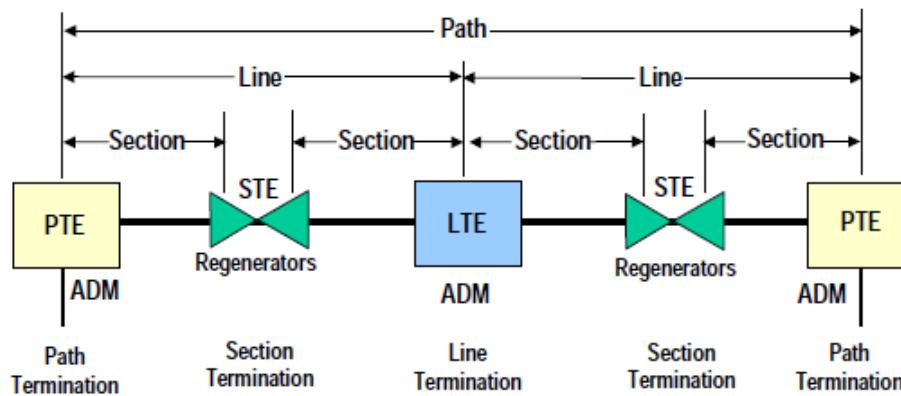 Path
Line Line
Section Section Section Section
STE STE
PTE LTE PTE
Regenerators Regenerators
ADM ADM ADM
Path Section Line Section Path
Termination Termination Termination Termination Termination